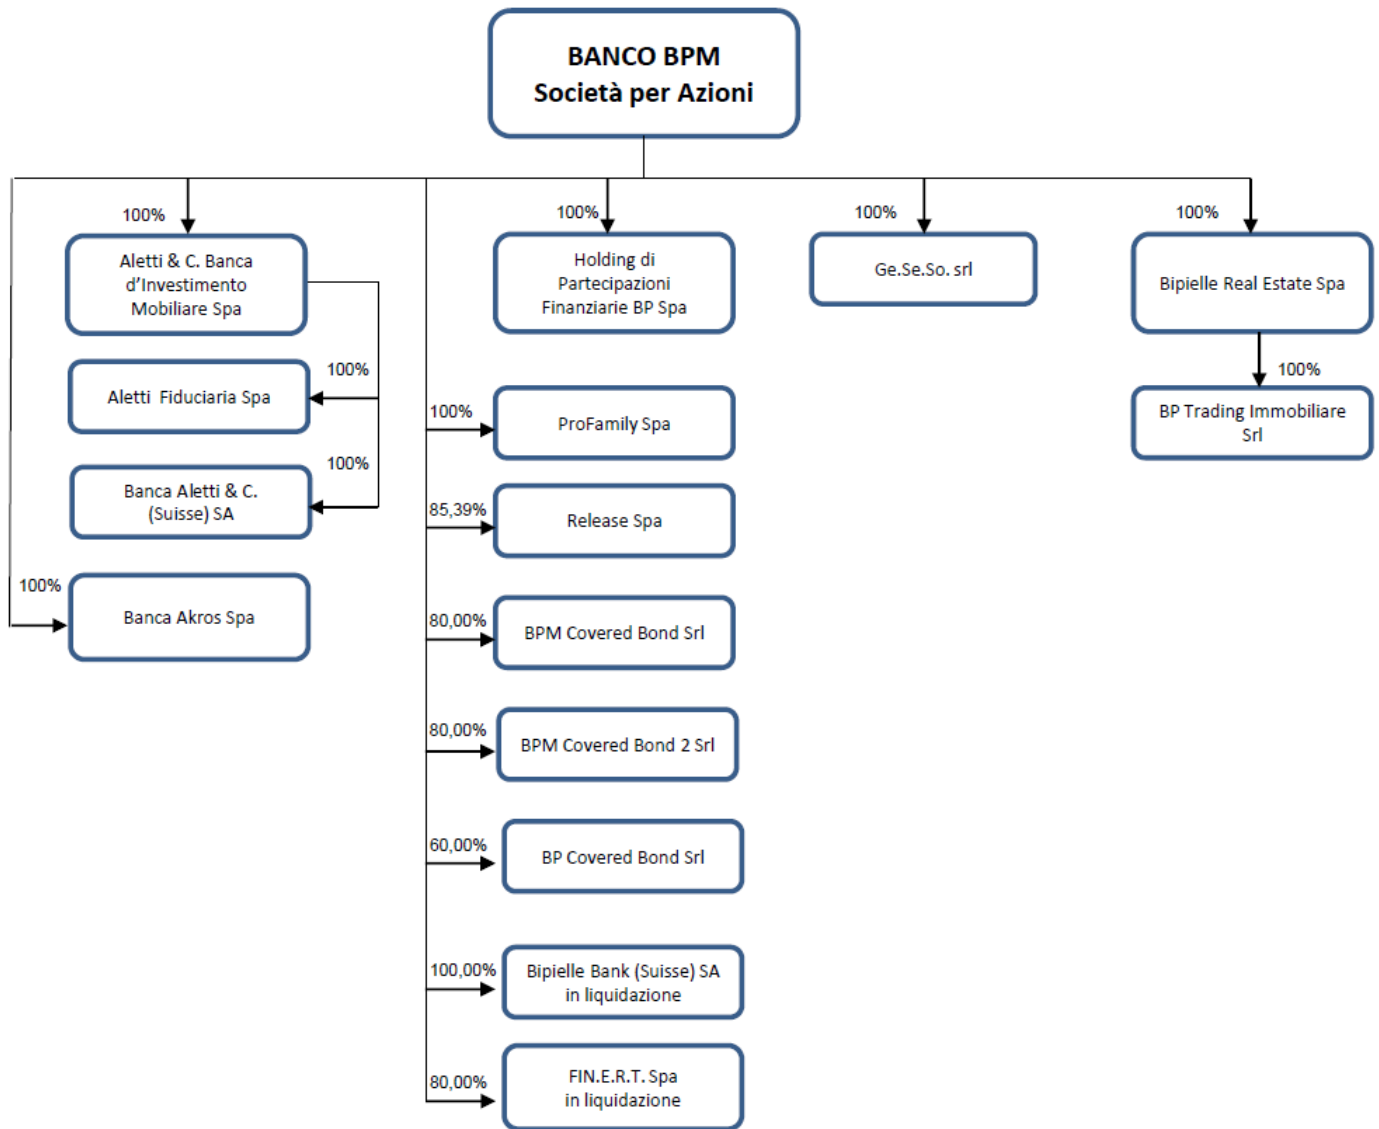 BANCO BPM
Società per Azioni
100%
Aletti & C. Banca
d’Investimento
Mobiliare Spa
100%
Aletti Fiduciaria Spa
100%
Banca Aletti & C.
(Suisse) SA
100%
Banca Akros Spa
100%
Holding di
Partecipazioni
Finanziarie BP Spa
100%
ProFamily Spa
85,39%
Release Spa
80,00%
BPM Covered Bond Srl
80,00%
BPM Covered Bond 2 Srl
60,00%
BP Covered Bond Srl
100,00%
Bipielle Bank (Suisse) SA
in liquidazione
80,00%
FIN.E.R.T. Spa
in liquidazione
100%
Ge.Se.So. srl
100%
Bipielle Real Estate Spa
100%
BP Trading Immobiliare
Srl